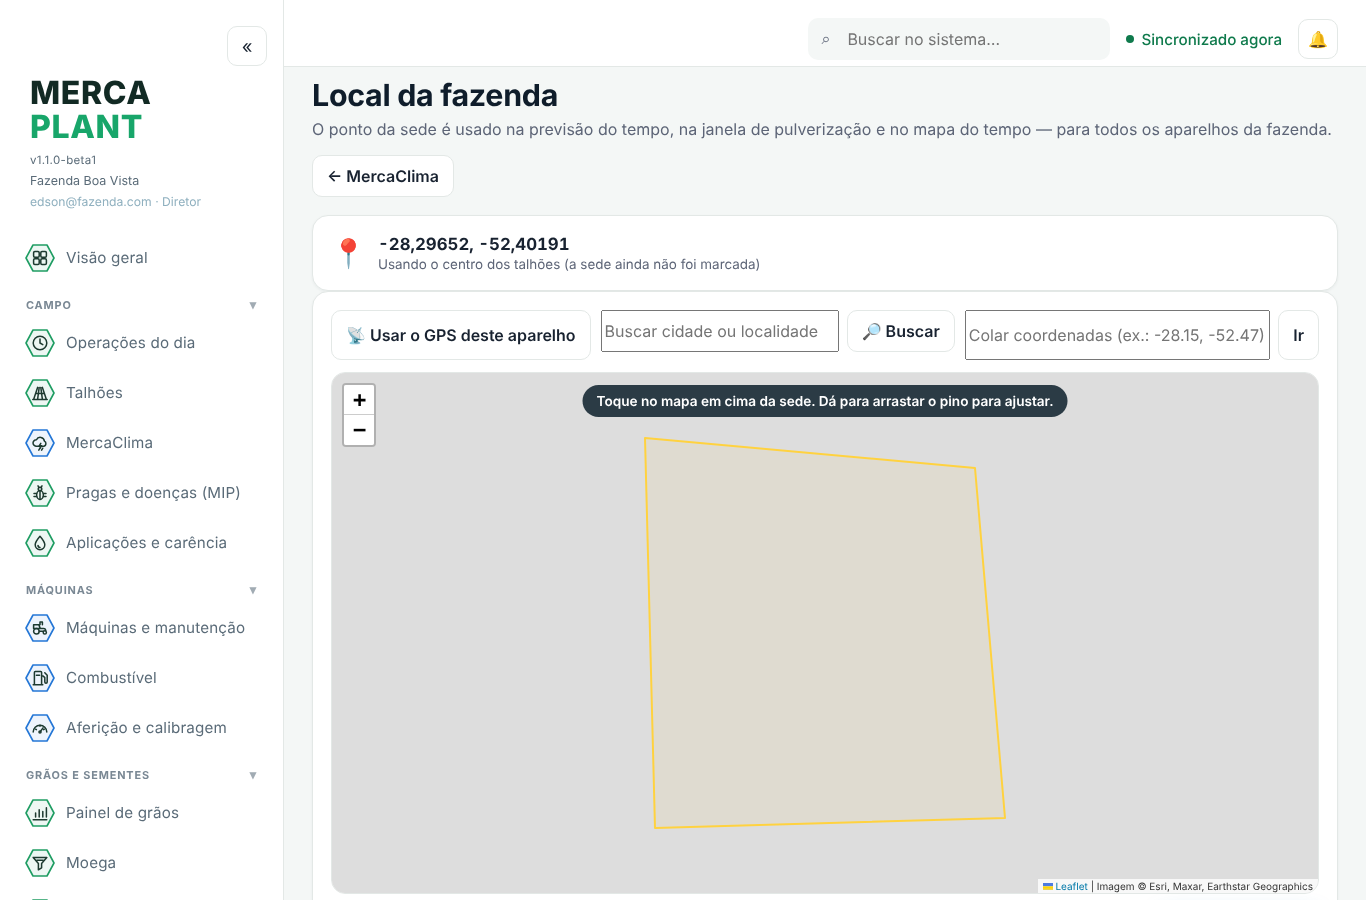 «
Buscar no sistema...
Sincronizado agora
MERCA
PLANT
v1.1.0-beta1
Fazenda Boa Vista
edson@fazenda.com · Diretor
Visão geral
CAMPO
Operações do dia
Talhões
MercaClima
Pragas e doenças (MIP)
Aplicações e carência
MÁQUINAS
Máquinas e manutenção
Combustível
Aferição e calibragem
GRÃOS E SEMENTES
Painel de grãos
Moega
Local da fazenda
O ponto da sede é usado na previsão do tempo, na janela de pulverização e no mapa do tempo — para todos os aparelhos da fazenda.
← MercaClima
-28,29652, -52,40191
Usando o centro dos talhões (a sede ainda não foi marcada)
Usar o GPS deste aparelho
Buscar cidade ou localidade
Buscar
Colar coordenadas (ex.: -28.15, -52.47)
Ir
+
−
Toque no mapa em cima da sede. Dá para arrastar o pino para ajustar.
Leaflet | Imagem © Esri, Maxar, Earthstar Geographics